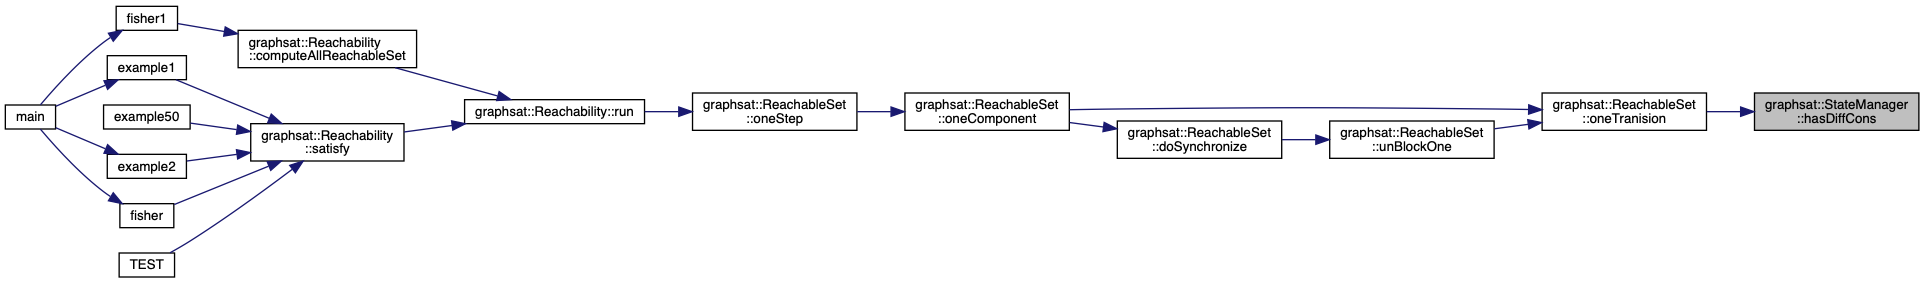 main
fisher1
example1
example50
example2
fisher
TEST
graphsat::Reachability
::computeAllReachableSet
graphsat::Reachability
::satisfy
graphsat::Reachability::run
graphsat::ReachableSet
::oneStep
graphsat::ReachableSet
::oneComponent
graphsat::ReachableSet
::doSynchronize
graphsat::ReachableSet
::unBlockOne
graphsat::ReachableSet
::oneTranision
graphsat::StateManager
::hasDiffCons